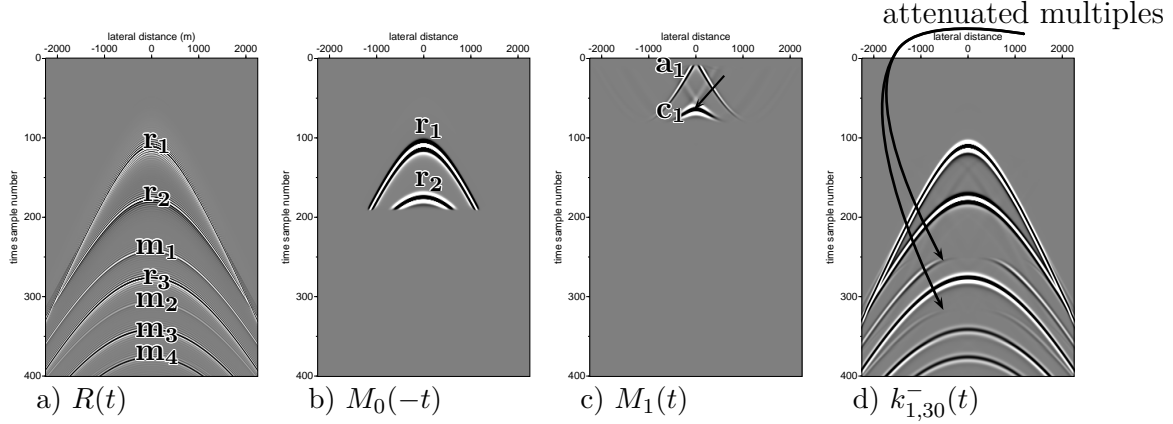 attenuated multiples
lateral distance (m)
-2000 -1000 0 1000 2000
0
100
200
300
400
time sample number
r1
r2
m1
r3
m2
m3
m4
a) R(t)
lateral distance
-2000 -1000 0 1000 2000
0
100
200
300
400
time sample number
r1
r2
b) M0(-t)
lateral distance
-2000 -1000 0 1000 2000
0
100
200
300
400
time sample number
a1
c1
c) M1(t)
lateral distance
-2000 -1000 0 1000 2000
0
100
200
300
400
time sample number
d) k⁻1,30(t)